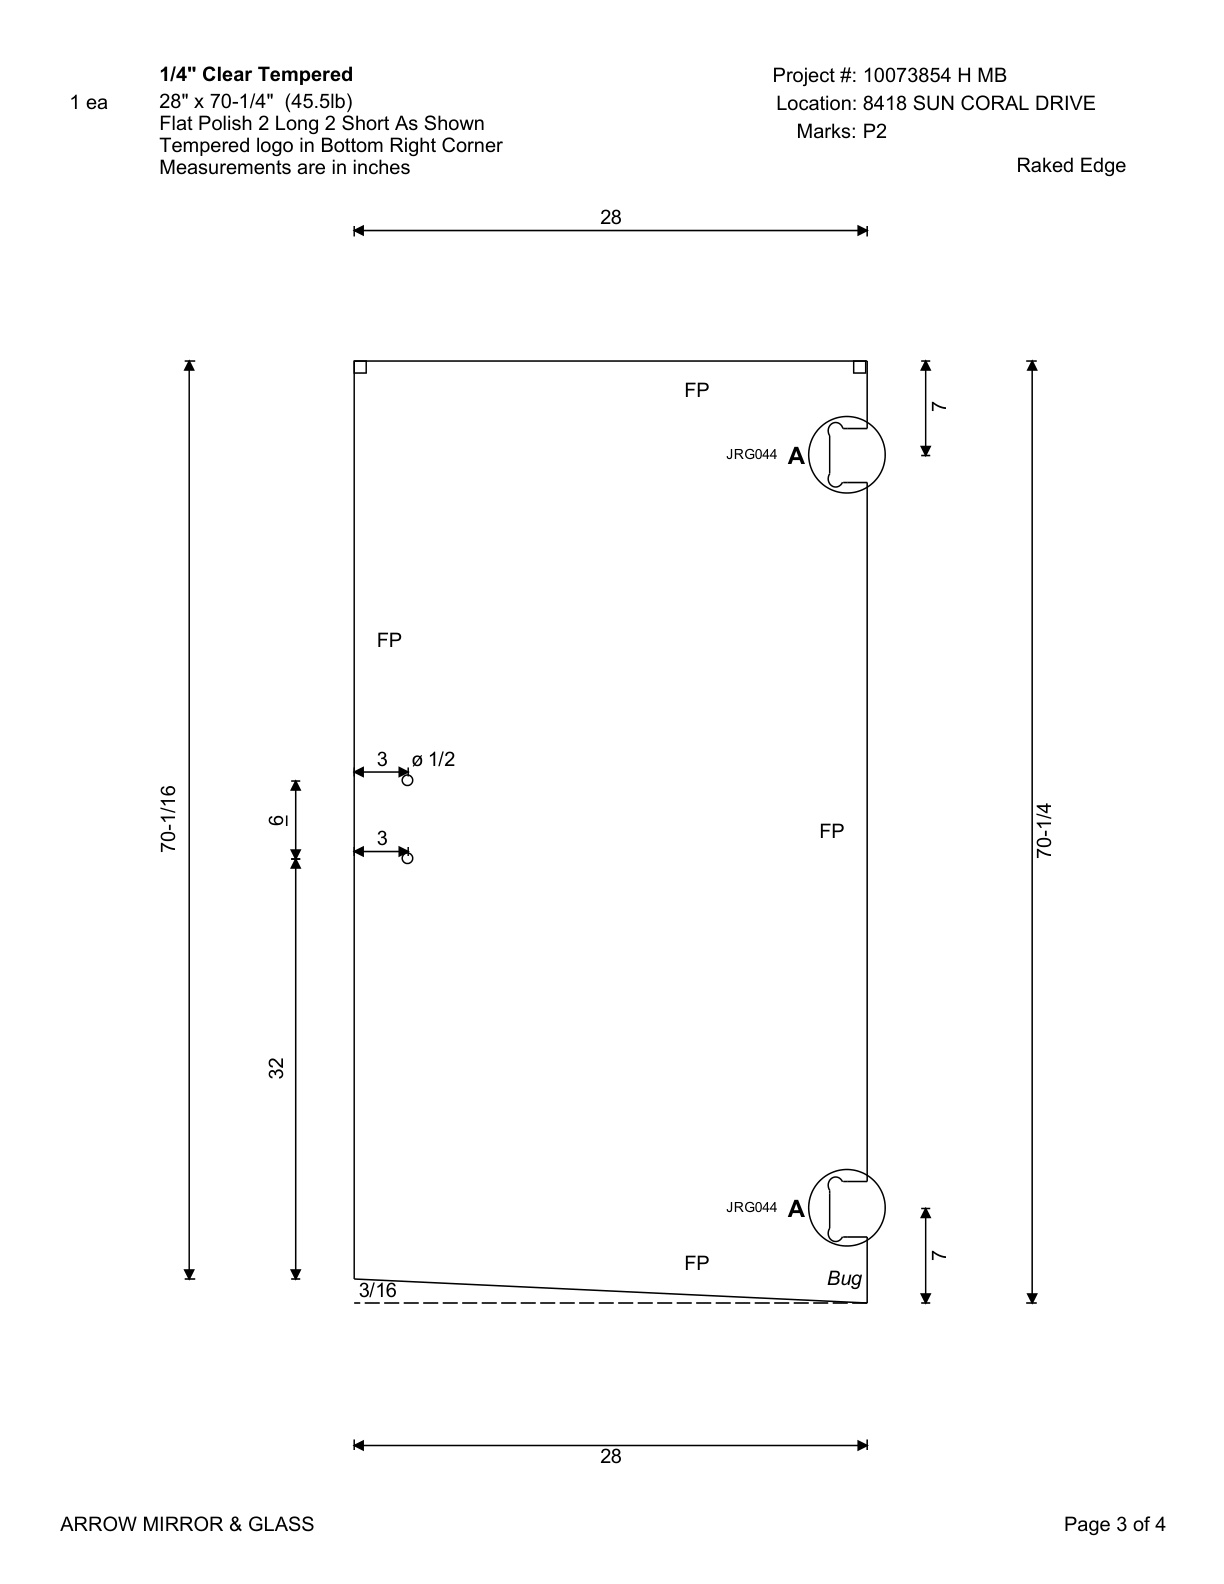 1/4" Clear Tempered
1 ea
28" x 70-1/4"  (45.5lb)
Flat Polish 2 Long 2 Short As Shown
Tempered logo in Bottom Right Corner
Measurements are in inches
Project #: 10073854 H MB
Location: 8418 SUN CORAL DRIVE
Marks: P2
Raked Edge
28
FP
7
JRG044 A
FP
3 ø 1/2
70-1/16
6
3
FP
70-1/4
32
JRG044 A
7
FP
Bug
3/16
28
ARROW MIRROR & GLASS
Page 3 of 4